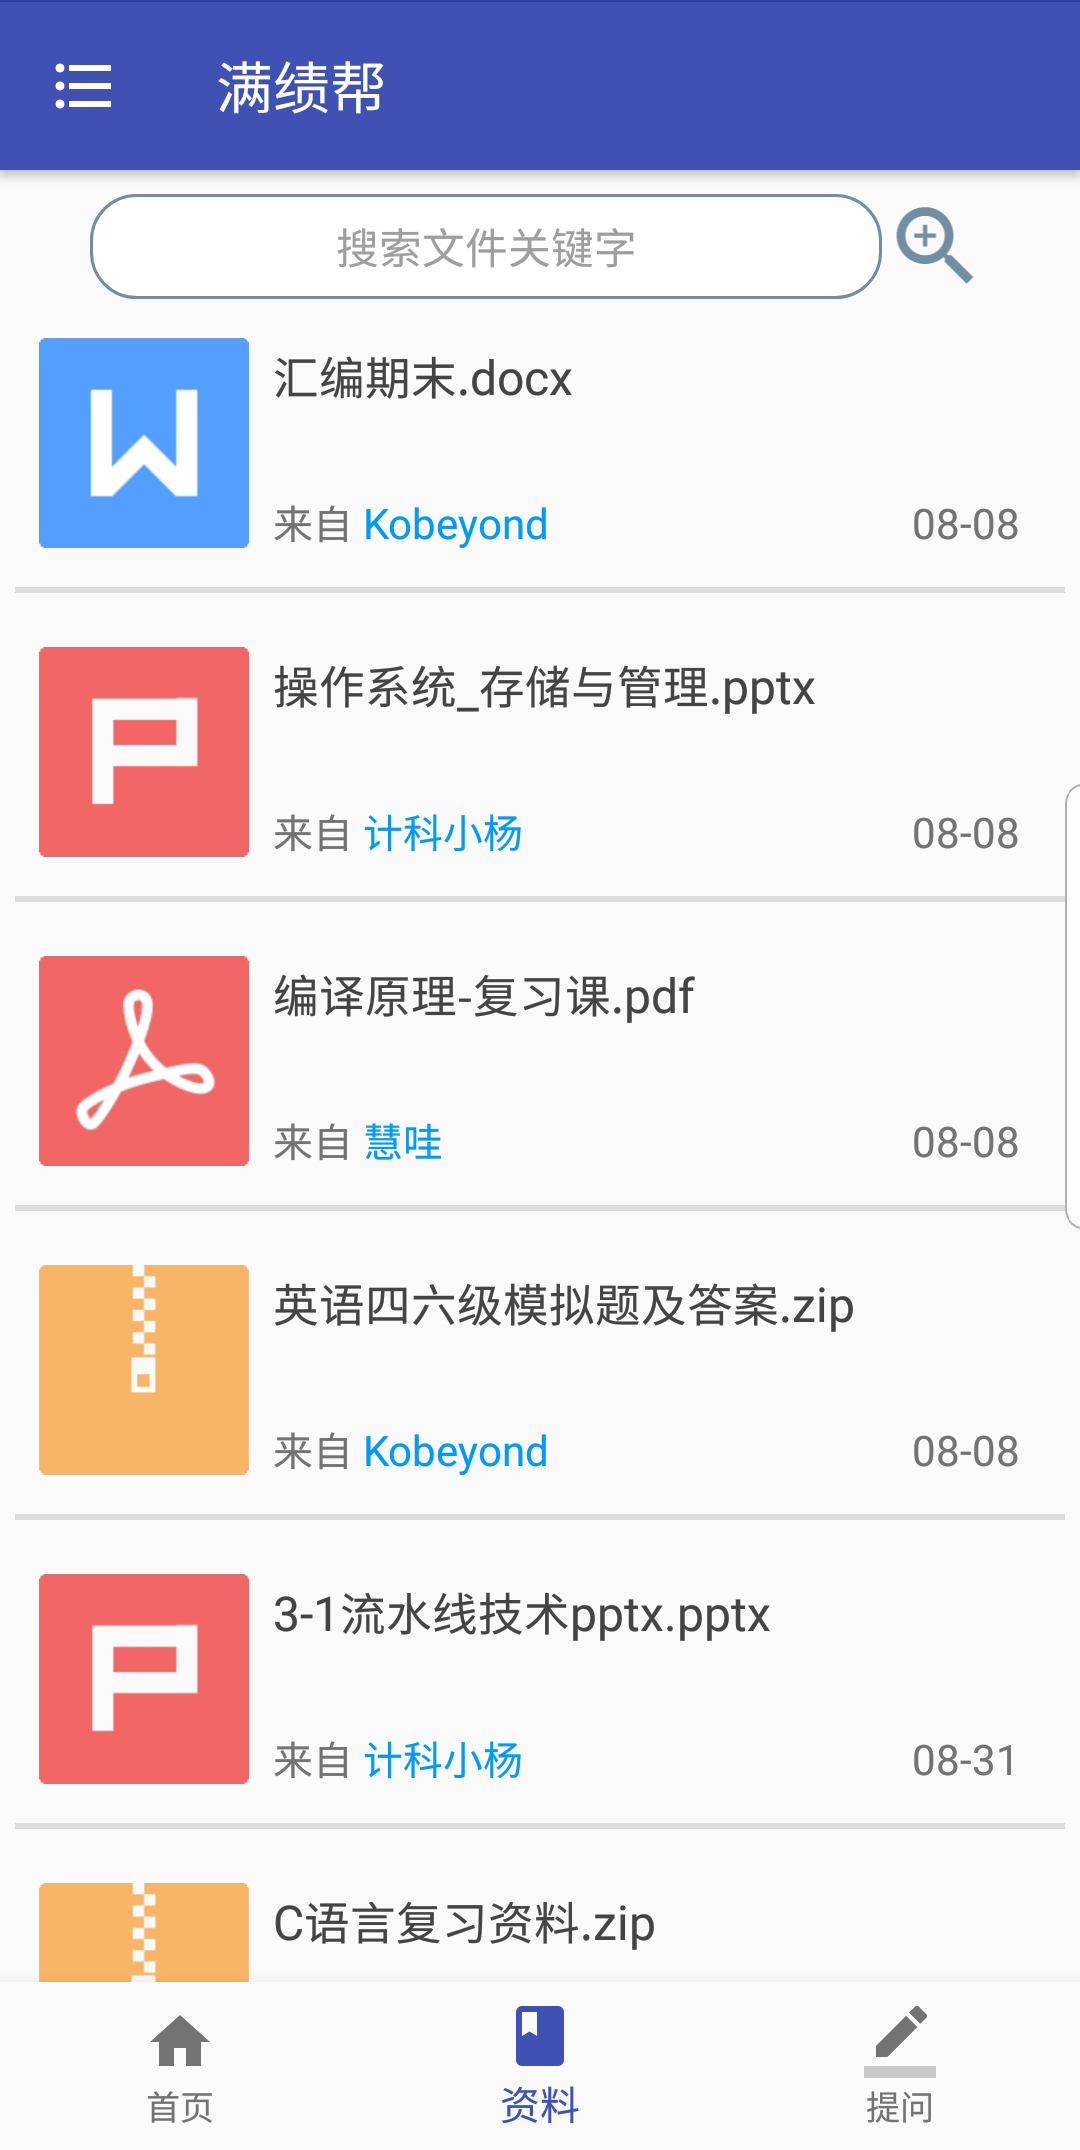 满绩帮
搜索文件关键字
汇编期末.docx
来自 Kobeyond 08-08
操作系统_存储与管理.pptx
来自 计科小杨 08-08
编译原理-复习课.pdf
来自 慧哇 08-08
英语四六级模拟题及答案.zip
来自 Kobeyond 08-08
3-1流水线技术pptx.pptx
来自 计科小杨 08-31
C语言复习资料.zip
首页 资料 提问